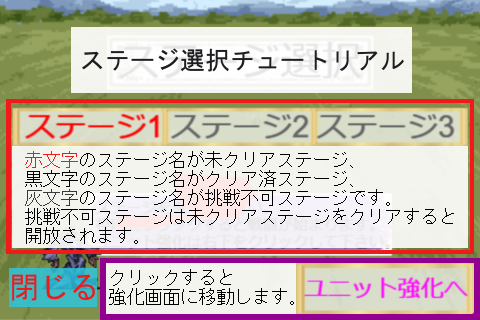 ステージ選択チュートリアル
ステージ1 ステージ2 ステージ3
赤文字のステージ名が未クリアステージ、
黒文字のステージ名がクリア済ステージ、
灰文字のステージ名が挑戦不可ステージです。
挑戦不可ステージは未クリアステージをクリアすると
開放されます。
閉じる
クリックすると
強化画面に移動します。
ユニット強化へ